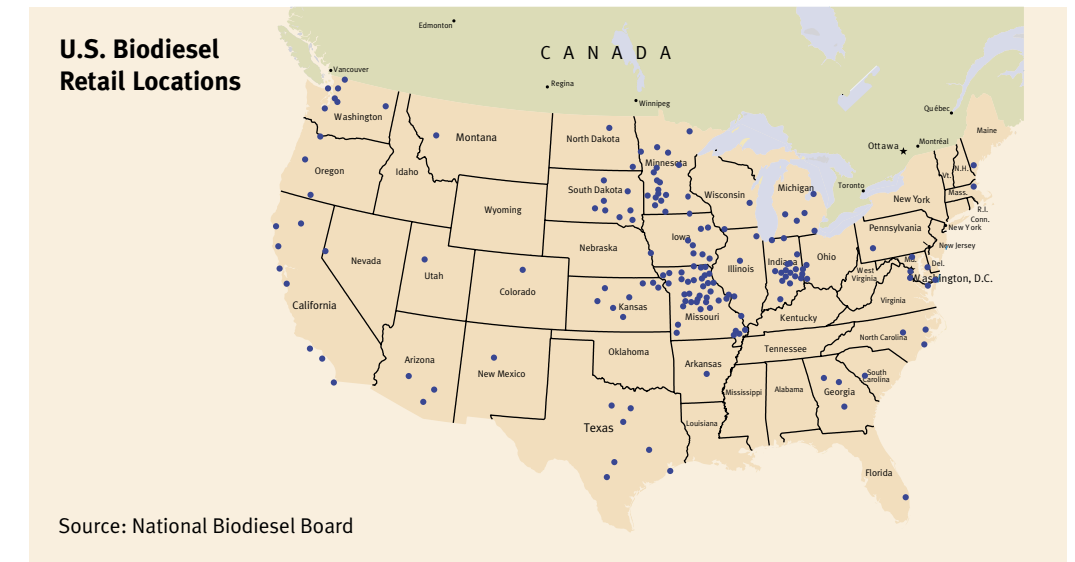 U.S. Biodiesel
Retail Locations
Edmonton
C A N A D A
Vancouver
Regina
Winnipeg
Québec
Ottawa
Montréal
Toronto
Washington
Montana
North Dakota
Minnesota
Maine
Oregon
Idaho
South Dakota
Wisconsin
Michigan
Vt.
N.H.
Mass.
New York
R.I.
Conn.
Wyoming
Iowa
Pennsylvania
New York
New Jersey
Nebraska
Nevada
Utah
Colorado
Illinois
Indiana
Ohio
Md.
Del.
West
Virginia
Washington, D.C.
California
Kansas
Missouri
Kentucky
Virginia
North Carolina
Arizona
New Mexico
Oklahoma
Arkansas
Tennessee
South
Carolina
Mississippi
Alabama
Georgia
Texas
Louisiana
Florida
Source: National Biodiesel Board